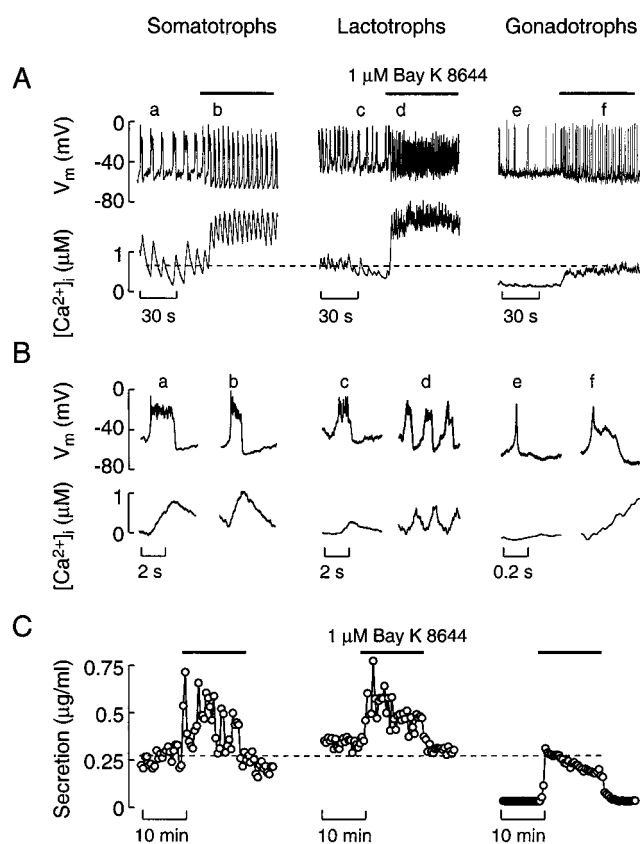 Somatotrophs Lactotrophs Gonadotrophs
1 µM Bay K 8644
A
a b c d e f
0
-40
-80
Vm (mV)
1
0
[Ca2+]i (µM)
30 s 30 s 30 s
B
a b c d e f
0
-40
-80
Vm (mV)
1
0
[Ca2+]i (µM)
2 s 2 s 0.2 s
C
1 µM Bay K 8644
0.75
0.5
0.25
0
Secretion (µg/ml)
10 min 10 min 10 min